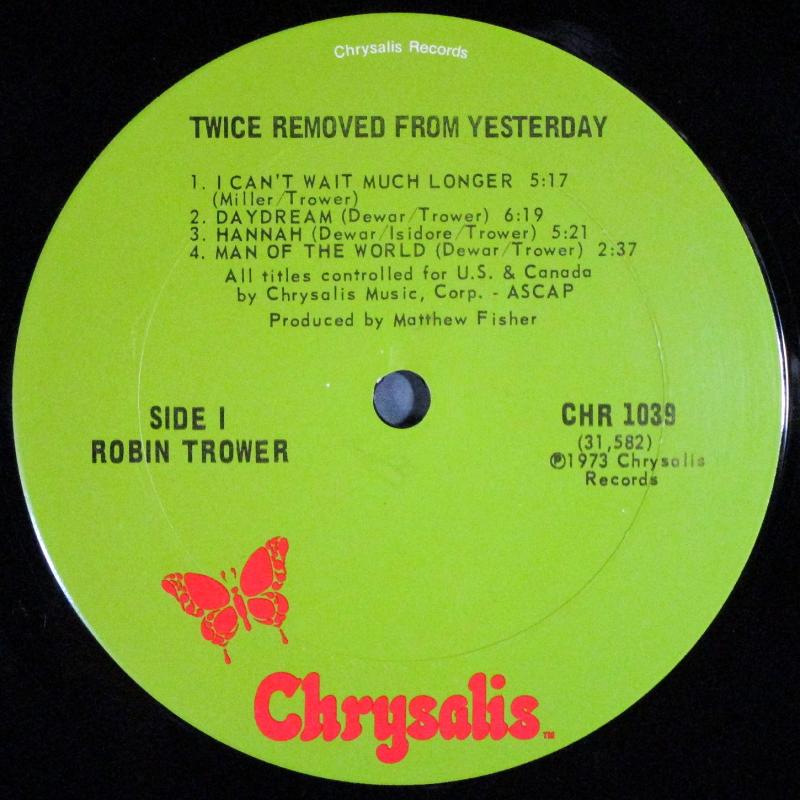 Chrysalis Records
TWICE REMOVED FROM YESTERDAY
1. I CAN'T WAIT MUCH LONGER 5:17
(Miller/Trower)
2. DAYDREAM (Dewar/Trower) 6:19
3. HANNAH (Dewar/Isidore/Trower) 5:21
4. MAN OF THE WORLD (Dewar/Trower) 2:37
All titles controlled for U.S. & Canada
by Chrysalis Music, Corp. - ASCAP
Produced by Matthew Fisher
SIDE I
ROBIN TROWER
CHR 1039
(31,582)
℗1973 Chrysalis
Records
Chrysalis™